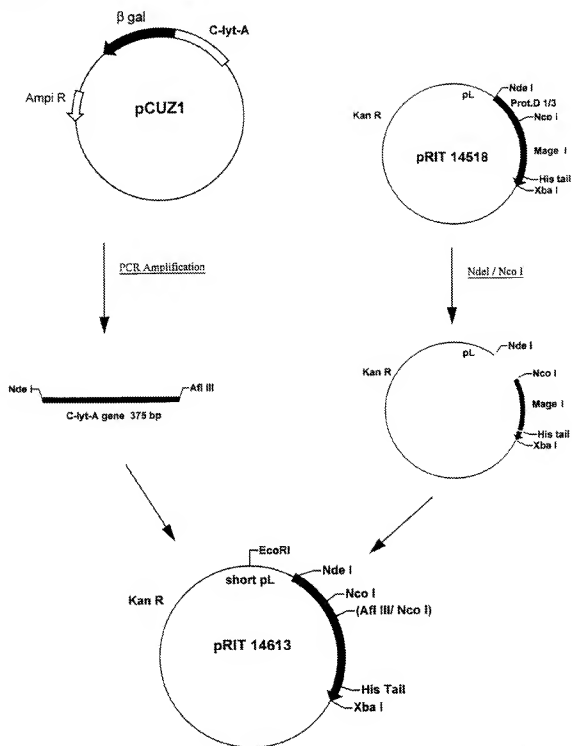 β gal
C-lyt-A
Ampi R
pCUZ1
Nde I
pL
Prot.D 1/3
Kan R
Nco i
pRIT 14518
Mage I
His tail
Xba I
PCR Amplification
NdeI / Nco I
Nde I
pL
Kan R
Nco I
Nde i
Afl III
Mage I
C-lyt-A gene 375 bp
His tail
Xba I
EcoRI
Nde I
short pL
Kan R
Nco I
(Afl III/ Nco I)
pRIT 14613
His Tail
Xba I